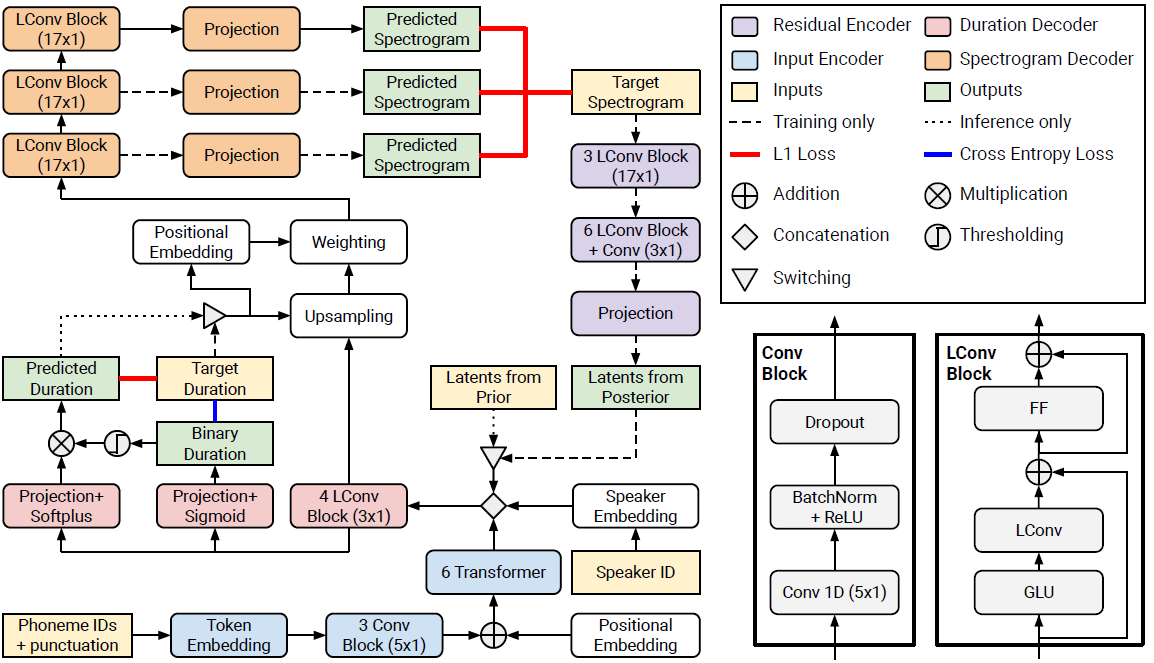 LConv Block
(17x1)
Projection
Predicted
Spectrogram
LConv Block
(17x1)
Projection
Predicted
Spectrogram
LConv Block
(17x1)
Projection
Predicted
Spectrogram
Target
Spectrogram
3 LConv Block
(17x1)
6 LConv Block
+ Conv (3x1)
Projection
Latents from
Posterior
Latents from
Prior
Positional
Embedding
Weighting
Upsampling
Predicted
Duration
Target
Duration
Binary
Duration
Projection+
Softplus
Projection+
Sigmoid
4 LConv
Block (3x1)
Speaker
Embedding
6 Transformer
Speaker ID
Phoneme IDs
+ punctuation
Token
Embedding
3 Conv
Block (5x1)
Positional
Embedding
Residual Encoder
Duration Decoder
Input Encoder
Spectrogram Decoder
Inputs
Outputs
Training only
Inference only
L1 Loss
Cross Entropy Loss
Addition
Multiplication
Concatenation
Thresholding
Switching
Conv
Block
Dropout
BatchNorm
+ ReLU
Conv 1D (5x1)
LConv
Block
FF
LConv
GLU